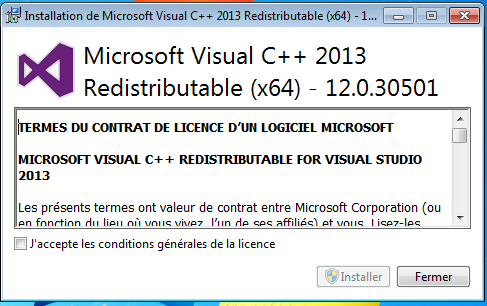 Installation de Microsoft Visual C++ 2013 Redistributable (x64) - 1...
Microsoft Visual C++ 2013
Redistributable (x64) - 12.0.30501
TERMES DU CONTRAT DE LICENCE D'UN LOGICIEL MICROSOFT
MICROSOFT VISUAL C++ REDISTRIBUTABLE FOR VISUAL STUDIO
2013
Les présents termes ont valeur de contrat entre Microsoft Corporation (ou
en fonction du lieu où vous vivez, l'un de ses affiliés) et vous. Lisez-les
J'accepte les conditions générales de la licence
Installer
Fermer